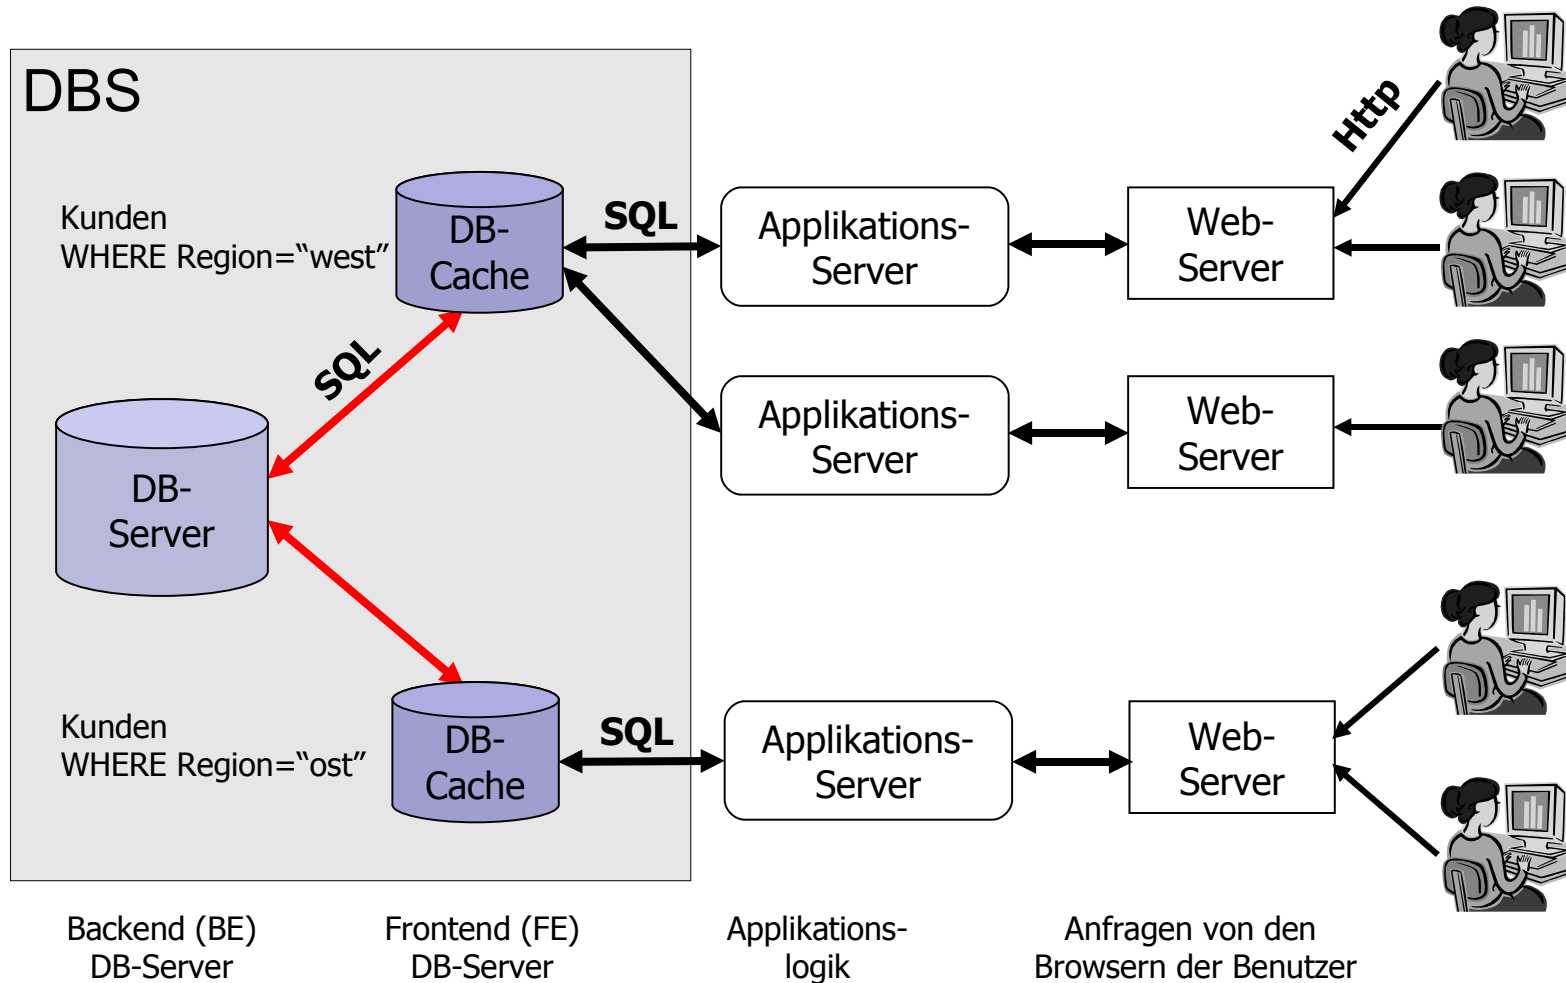 DBS
Http
Kunden
WHERE Region=“west”
DB-
Cache
SQL
Applikations-
Server
Web-
Server
SQL
Applikations-
Server
Web-
Server
DB-
Server
Kunden
WHERE Region=“ost”
DB-
Cache
SQL
Applikations-
Server
Web-
Server
Backend (BE)
DB-Server
Frontend (FE)
DB-Server
Applikations-
logik
Anfragen von den
Browsern der Benutzer